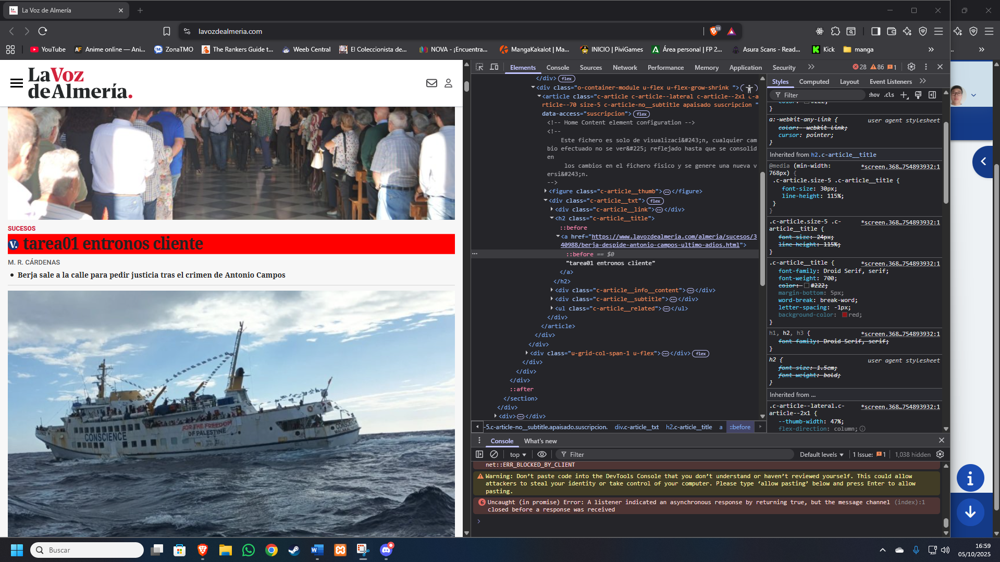 La Voz de Almería
lavozdealmeria.com
13
YouTube
Anime online — Ani...
ZonaTMO
The Rankers Guide t...
Weeb Central
El Coleccionista de...
NOVA - ¡Encuentra...
MangaKakalot | Ma...
INICIO | PiviGames
Área personal | FP 2...
Asura Scans - Read...
Kick
manga
LaVoz
deAlmería.
SUCESOS
V. tarea01 entronos cliente
M. R. CÁRDENAS
Berja sale a la calle para pedir justicia tras el crimen de Antonio Campos
CONSCIENCE
FOR THE FREEDOM
OF PALESTINE
CONSCIENCE
Elements Console Sources Network Performance Memory Application Security
28 86 1
</div> flex
<div class="o-container-module u-flex u-flex-grow-shrink ">
<article class="c-article c-article--lateral c-article--2x1 c-a
rticle--70 size-5 c-article-no__subtitle apaisado suscripcion "
data-access="suscripcion"> flex
<!-- Home Content element configuration -->
<!--
Este fichero es solo de visualizaci&#243;n, cualquier cam
bio efectuado no se ver&#225; reflejado hasta que se consolid
en
los cambios en el fichero fisico y se genere una nueva v
ersi&#243;n.
-->
<figure class="c-article__thumb">…</figure>
<div class="c-article__txt"> flex
<div class="c-article__link">…</div>
<h2 class="c-article__title">
::before
<a href="https://www.lavozdealmeria.com/almeria/sucesos/3
40988/berja-despide-antonio-campos-ultimo-adios.html">
::before == $0
"tarea01 entronos cliente"
</a>
</h2>
<div class="c-article__info__content">…</div>
<div class="c-article__subtitle">…</div>
<ul class="c-article__related">…</ul>
</div>
</article>
</div>
</div>
<div class="u-grid-col-span-1 u-flex">…</div> flex
</div>
</div>
</div>
::after
</section>
</div>
<div>…</div>
-5.c-article-no__subtitle.apaisado.suscripcion. div.c-article__txt h2.c-article__title a ::before
Styles Computed Layout Event Listeners
Filter :hov .cls
color: #222;
}
a:-webkit-any-link { user agent stylesheet
color: -webkit-link;
cursor: pointer;
}
Inherited from h2.c-article__title
@media (min-width: *screen.368…754893932:1
768px) {
.c-article.size-5 .c-article__title {
font-size: 30px;
line-height: 115%;
}
}
.c-article.size-5 .c- *screen.368…754893932:1
article__title {
font-size: 24px;
line-height: 115%;
}
.c-article__title { *screen.368…754893932:1
font-family: Droid Serif, serif;
font-weight: 700;
color: #222;
margin-bottom: 5px;
word-break: break-word;
letter-spacing: -1px;
background-color: red;
}
h1, h2, h3 { *screen.368…754893932:1
font-family: Droid Serif, serif;
}
h2 { user agent stylesheet
font-size: 1.5em;
font-weight: bold;
}
Inherited from …
.c-article--lateral.c- *screen.368…754893932:1
article--2x1 {
--thumb-width: 47%;
flex-direction: column;
Console What's new
top Filter Default levels 1 Issue: 1 1,038 hidden
net::ERR_BLOCKED_BY_CLIENT
Warning: Don’t paste code into the DevTools Console that you don’t understand or haven’t reviewed yourself. This could allow
attackers to steal your identity or take control of your computer. Please type ‘allow pasting’ below and press Enter to allow
pasting.
6 Uncaught (in promise) Error: A listener indicated an asynchronous response by returning true, but the message channel (index):1
closed before a response was received
Buscar
16:59
05/10/2025